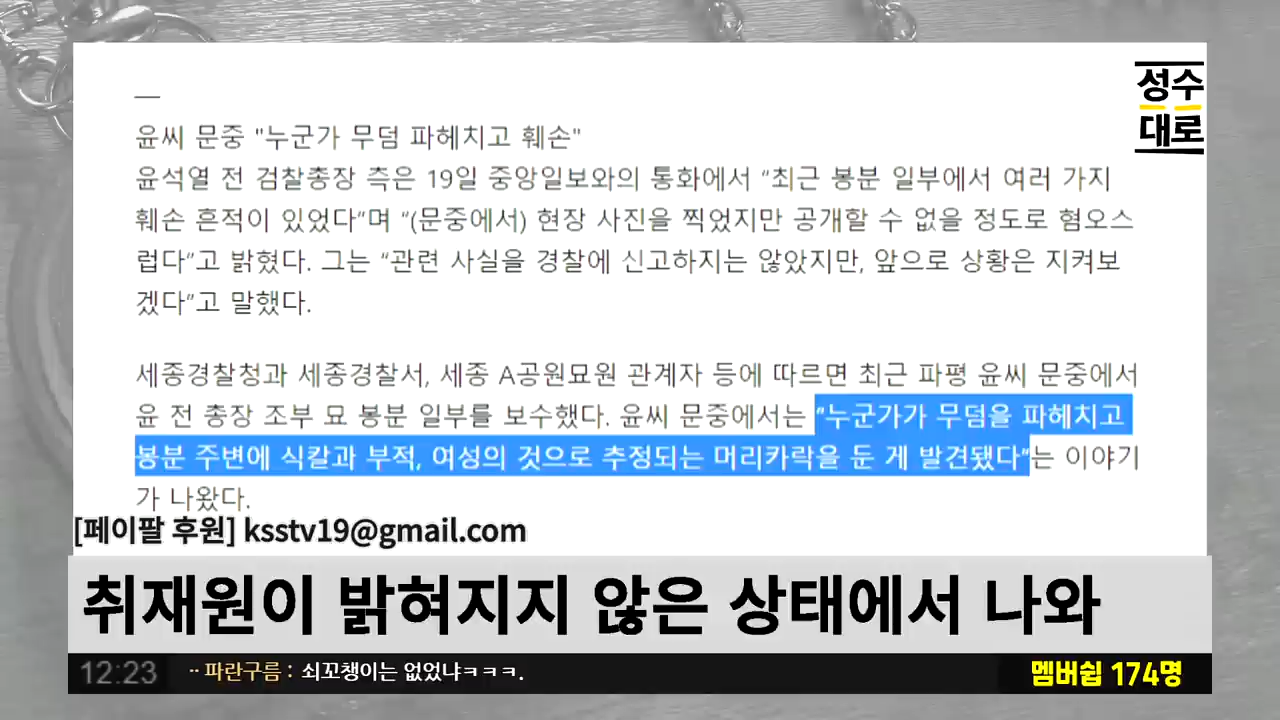 성수
대로
—
윤씨 문중 "누군가 무덤 파헤치고 훼손"
윤석열 전 검찰총장 측은 19일 중앙일보와의 통화에서 “최근 봉분 일부에서 여러 가지
훼손 흔적이 있었다”며 “(문중에서) 현장 사진을 찍었지만 공개할 수 없을 정도로 혐오스
럽다”고 밝혔다. 그는 “관련 사실을 경찰에 신고하지는 않았지만, 앞으로 상황은 지켜보
겠다”고 말했다.
세종경찰청과 세종경찰서, 세종 A공원묘원 관계자 등에 따르면 최근 파평 윤씨 문중에서
윤 전 총장 조부 묘 봉분 일부를 보수했다. 윤씨 문중에서는 “누군가가 무덤을 파헤치고
봉분 주변에 식칼과 부적, 여성의 것으로 추정되는 머리카락을 둔 게 발견됐다”는 이야기
가 나왔다.
[페이팔 후원] ksstv19@gmail.com
취재원이 밝혀지지 않은 상태에서 나와
12:23 ·· 파란구름 : 쇠꼬챙이는 없었냐ㅋㅋㅋ. 멤버쉽 174명